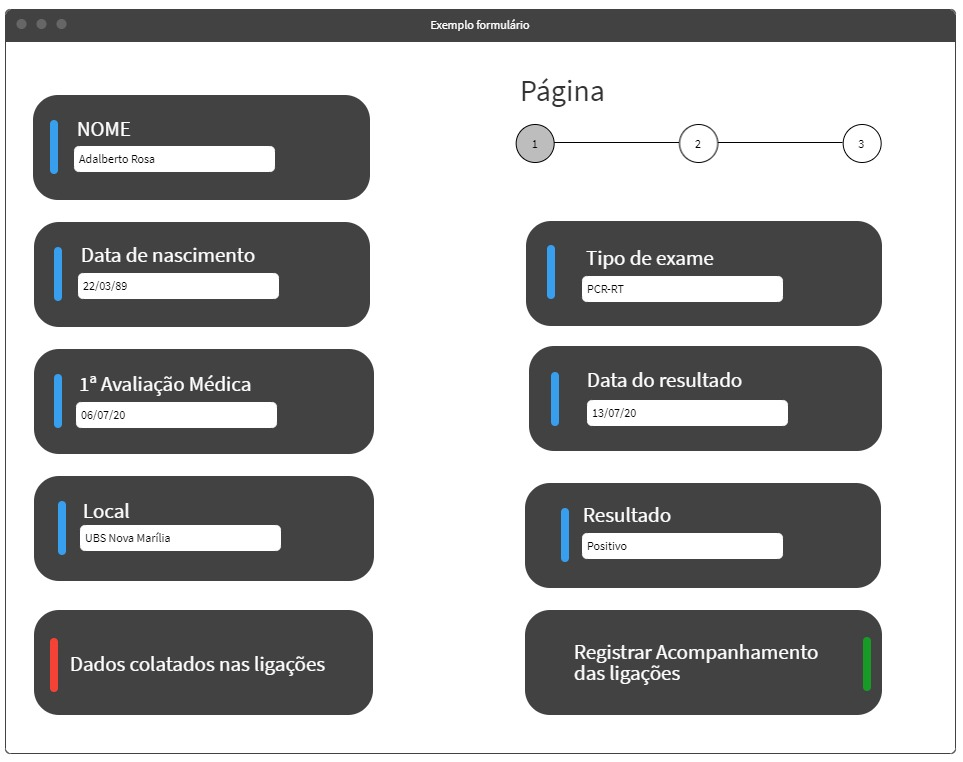 Exemplo formulário
Página
1
2
3
NOME
Adalberto Rosa
Data de nascimento
22/03/89
1ª Avaliação Médica
06/07/20
Local
UBS Nova Marília
Dados colatados nas ligações
Tipo de exame
PCR-RT
Data do resultado
13/07/20
Resultado
Positivo
Registrar Acompanhamento
das ligações